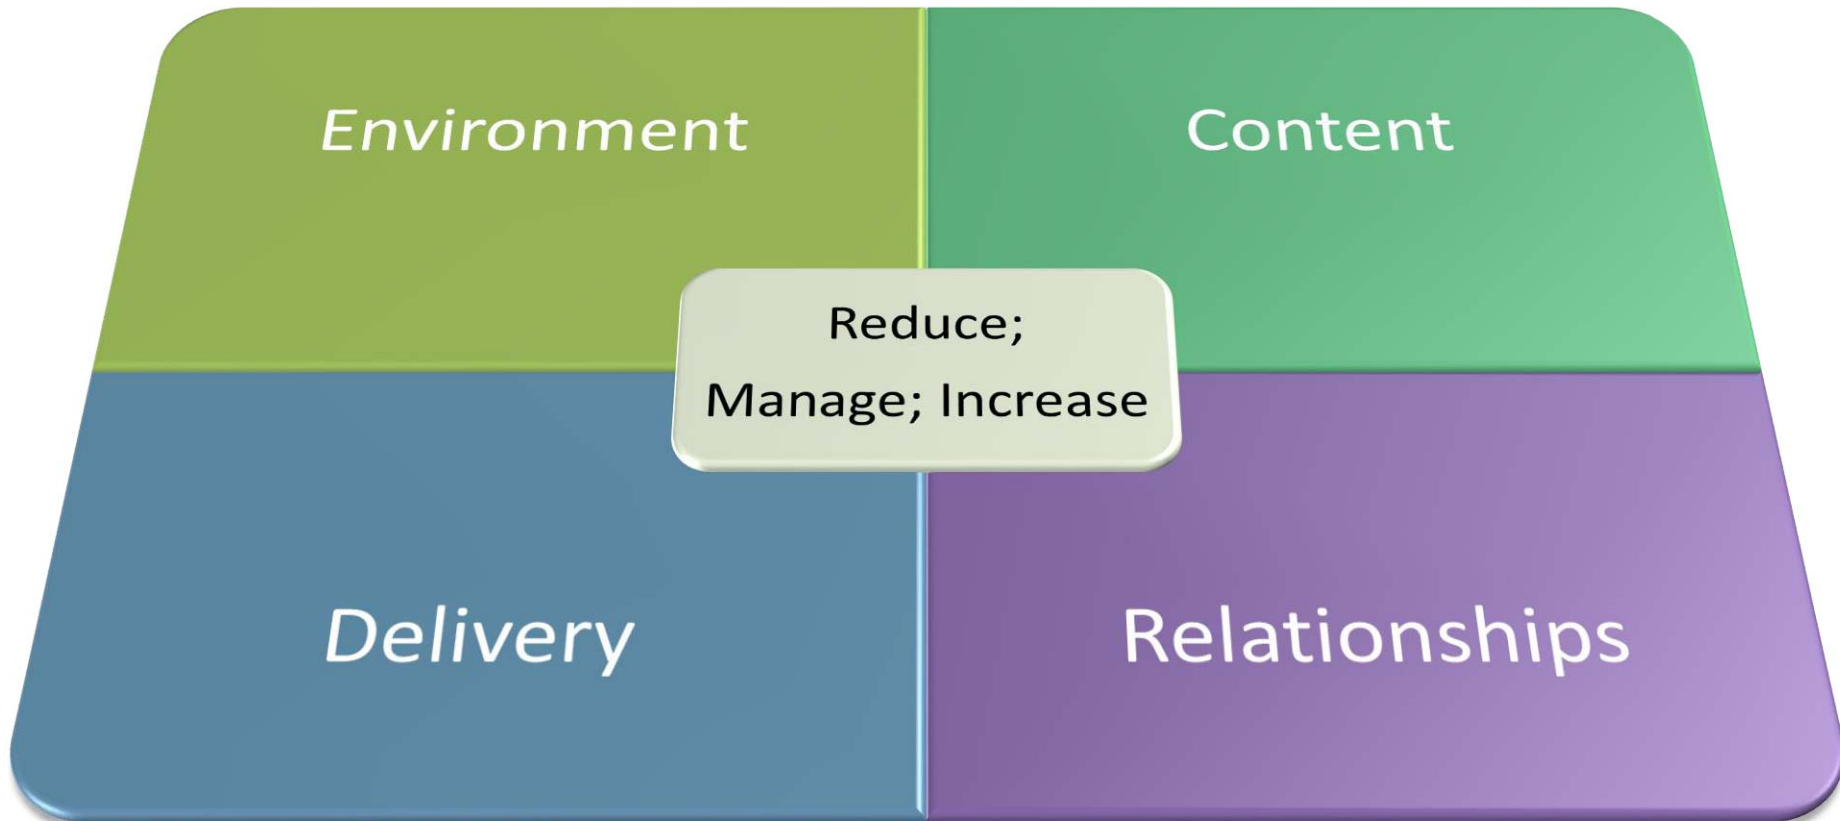 Environment
Content
Reduce;
Manage; Increase
Delivery
Relationships